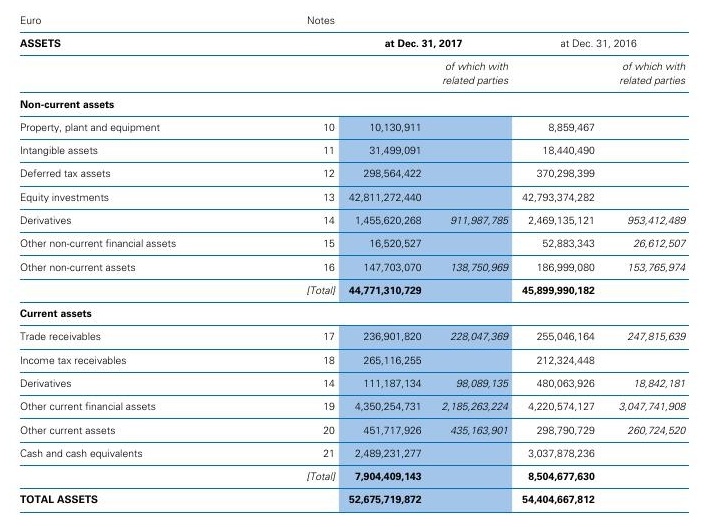 Euro Notes
ASSETS at Dec. 31, 2017 at Dec. 31, 2016
of which with of which with
related parties related parties
Non-current assets
Property, plant and equipment 10 10,130,911 8,859,467
Intangible assets 11 31,499,091 18,440,490
Deferred tax assets 12 298,564,422 370,298,399
Equity investments 13 42,811,272,440 42,793,374,282
Derivatives 14 1,455,620,268 911,987,785 2,469,135,121 953,412,489
Other non-current financial assets 15 16,520,527 52,883,343 26,612,507
Other non-current assets 16 147,703,070 138,750,969 186,999,080 153,765,974
[Total] 44,771,310,729 45,899,990,182
Current assets
Trade receivables 17 236,901,820 228,047,369 255,046,164 247,815,639
Income tax receivables 18 265,116,255 212,324,448
Derivatives 14 111,187,134 98,089,135 480,063,926 18,842,181
Other current financial assets 19 4,350,254,731 2,185,263,224 4,220,574,127 3,047,741,908
Other current assets 20 451,717,926 435,163,901 298,790,729 260,724,520
Cash and cash equivalents 21 2,489,231,277 3,037,878,236
[Total] 7,904,409,143 8,504,677,630
TOTAL ASSETS 52,675,719,872 54,404,667,812